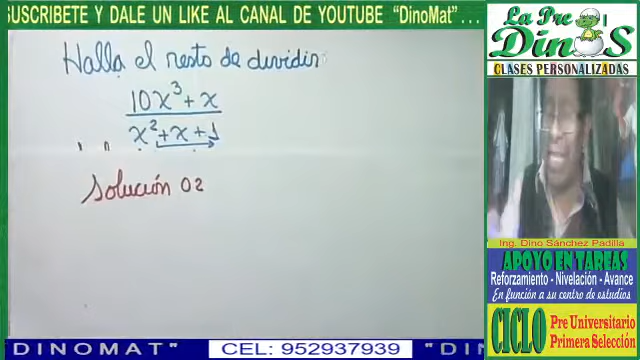 SUSCRIBETE Y DALE UN LIKE AL CANAL DE YOUTUBE "DinoMat"...
La Pre
DinoS
CLASES PERSONALIZADAS
Halla el resto de dividir
10x³ + x
x² + x + 1
Solución 02
Ing. Dino Sánchez Padilla
APOYO EN TAREAS
Reforzamiento - Nivelación - Avance
En función a su centro de estudios
CICLO Pre Universitario
Primera Selección
"DINOMAT" CEL: 952937939 "DIN